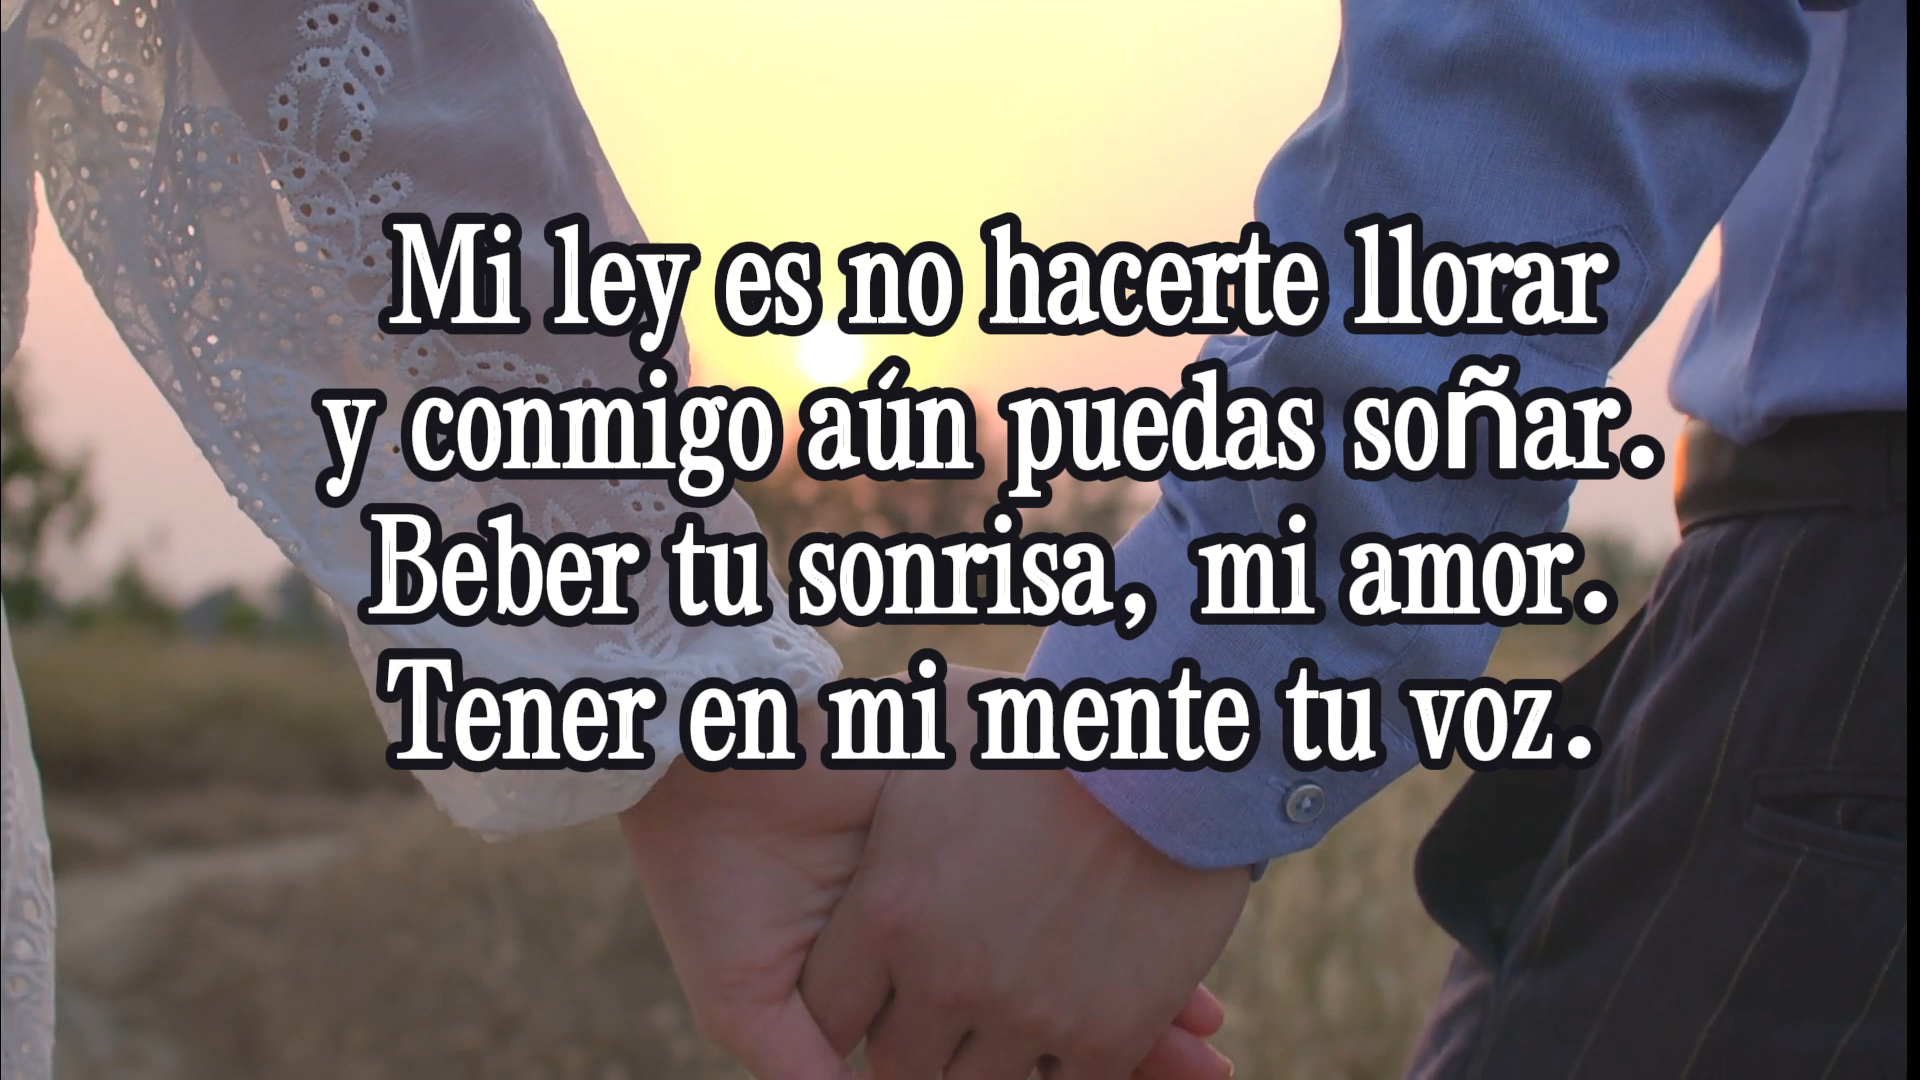 Mi ley es no hacerte llorar
y conmigo aún puedas soñar.
Beber tu sonrisa, mi amor.
Tener en mi mente tu voz.